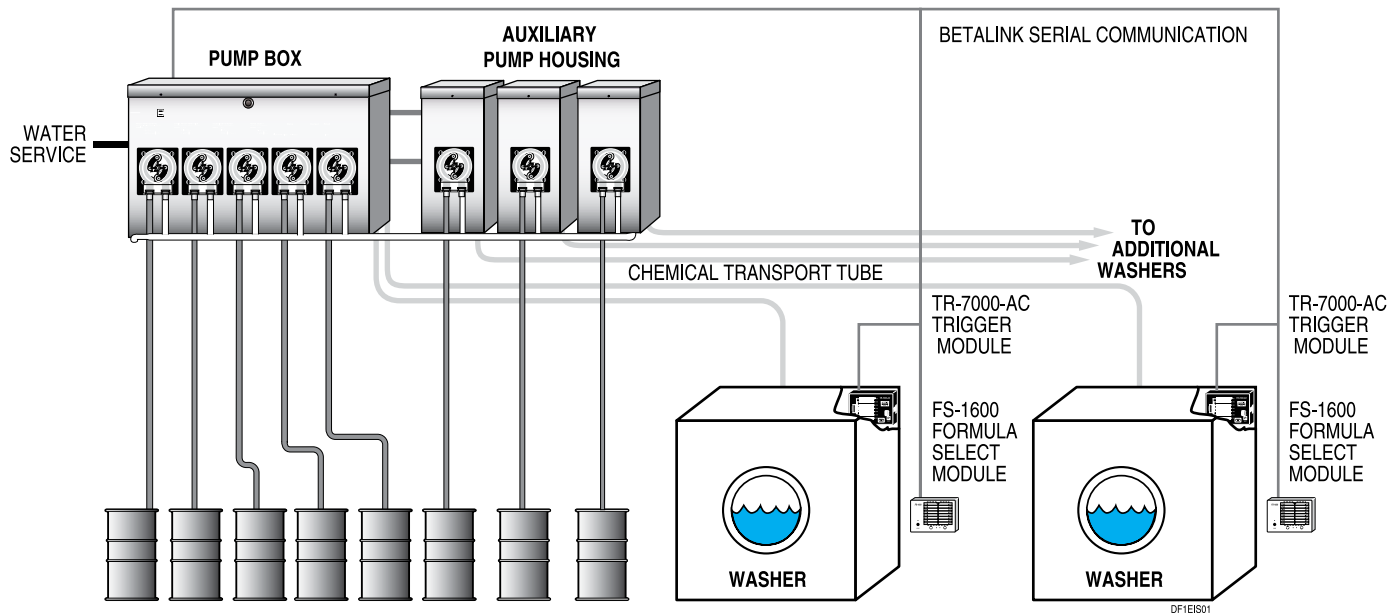 BETALINK SERIAL COMMUNICATION
AUXILIARY
PUMP HOUSING
PUMP BOX
WATER
SERVICE
TO
ADDITIONAL
WASHERS
CHEMICAL TRANSPORT TUBE
TR-7000-AC
TRIGGER
MODULE
TR-7000-AC
TRIGGER
MODULE
FS-1600
FORMULA
SELECT
MODULE
FS-1600
FORMULA
SELECT
MODULE
WASHER
WASHER
DF1EIS01